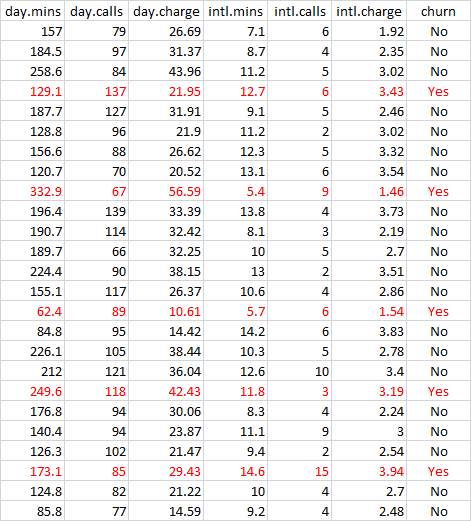 day.mins day.calls day.charge intl.mins intl.calls intl.charge churn
157 79 26.69 7.1 6 1.92 No
184.5 97 31.37 8.7 4 2.35 No
258.6 84 43.96 11.2 5 3.02 No
129.1 137 21.95 12.7 6 3.43 Yes
187.7 127 31.91 9.1 5 2.46 No
128.8 96 21.9 11.2 2 3.02 No
156.6 88 26.62 12.3 5 3.32 No
120.7 70 20.52 13.1 6 3.54 No
332.9 67 56.59 5.4 9 1.46 Yes
196.4 139 33.39 13.8 4 3.73 No
190.7 114 32.42 8.1 3 2.19 No
189.7 66 32.25 10 5 2.7 No
224.4 90 38.15 13 2 3.51 No
155.1 117 26.37 10.6 4 2.86 No
62.4 89 10.61 5.7 6 1.54 Yes
84.8 95 14.42 14.2 6 3.83 No
226.1 105 38.44 10.3 5 2.78 No
212 121 36.04 12.6 10 3.4 No
249.6 118 42.43 11.8 3 3.19 Yes
176.8 94 30.06 8.3 4 2.24 No
140.4 94 23.87 11.1 9 3 No
126.3 102 21.47 9.4 2 2.54 No
173.1 85 29.43 14.6 15 3.94 Yes
124.8 82 21.22 10 4 2.7 No
85.8 77 14.59 9.2 4 2.48 No